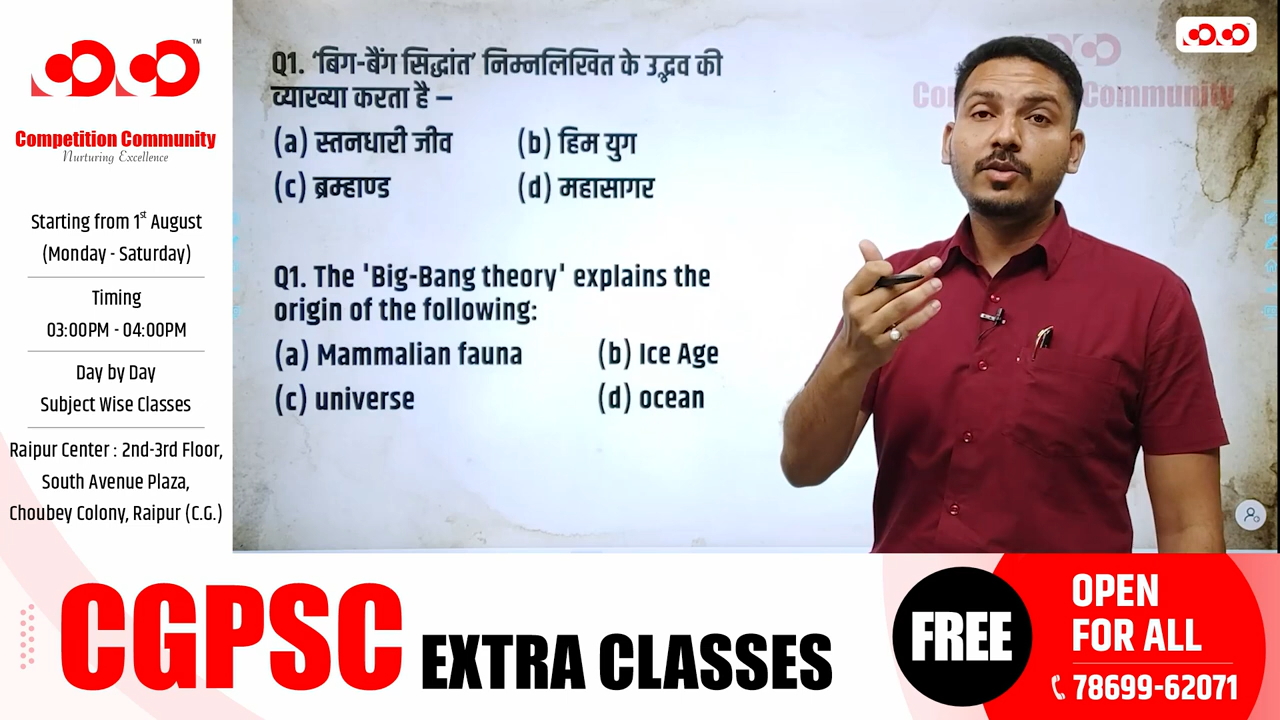 TM
Competition Community
Nurturing Excellence
Starting from 1st August
(Monday - Saturday)
Timing
03:00PM - 04:00PM
Day by Day
Subject Wise Classes
Raipur Center : 2nd-3rd Floor,
South Avenue Plaza,
Choubey Colony, Raipur (C.G.)
Q1. ‘बिग-बैंग सिद्धांत’ निम्नलिखित के उद्भव की
व्याख्या करता है –
(a) स्तनधारी जीव (b) हिम युग
(c) ब्रम्हाण्ड (d) महासागर
Q1. The 'Big-Bang theory' explains the
origin of the following:
(a) Mammalian fauna (b) Ice Age
(c) universe (d) ocean
Community
CGPSC EXTRA CLASSES
FREE
OPEN
FOR ALL
78699-62071